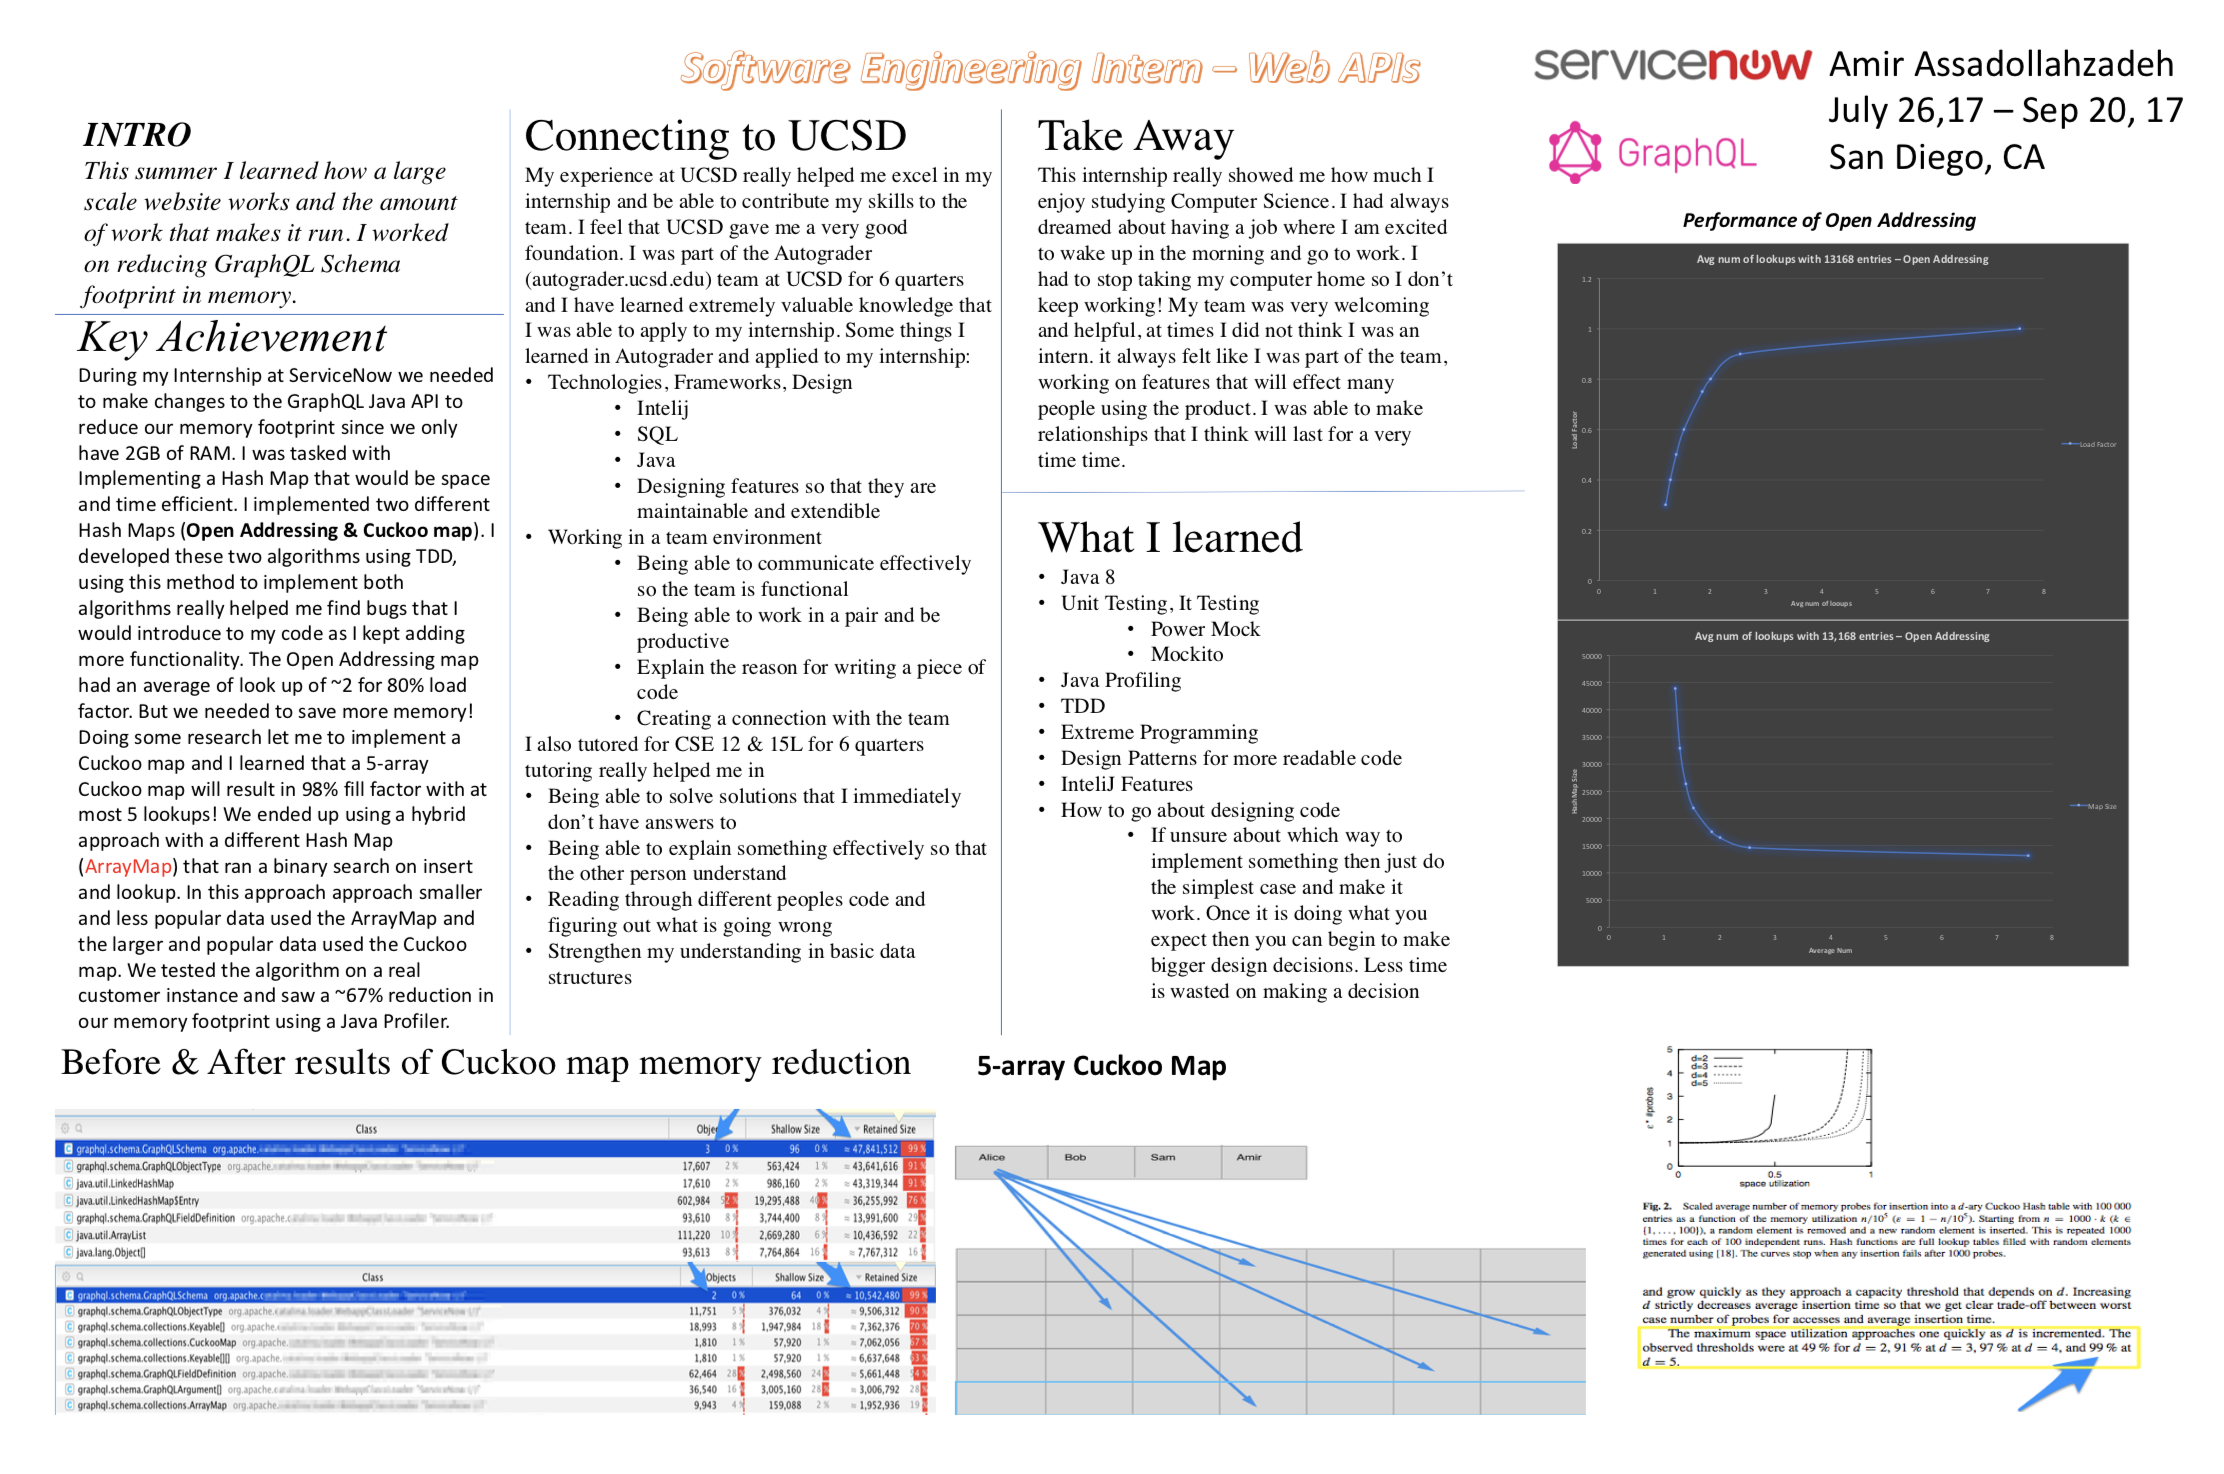 Software Engineering Intern – Web APIs
servicenow
GraphQL
Amir Assadollahzadeh
July 26,17 – Sep 20, 17
San Diego, CA
INTRO
This summer I learned how a large
scale website works and the amount
of work that makes it run. I worked
on reducing GraphQL Schema
footprint in memory.
Key Achievement
During my Internship at ServiceNow we needed
to make changes to the GraphQL Java API to
reduce our memory footprint since we only
have 2GB of RAM. I was tasked with
Implementing a Hash Map that would be space
and time efficient. I implemented two different
Hash Maps (Open Addressing & Cuckoo map). I
developed these two algorithms using TDD,
using this method to implement both
algorithms really helped me find bugs that I
would introduce to my code as I kept adding
more functionality. The Open Addressing map
had an average of look up of ~2 for 80% load
factor. But we needed to save more memory!
Doing some research let me to implement a
Cuckoo map and I learned that a 5-array
Cuckoo map will result in 98% fill factor with at
most 5 lookups! We ended up using a hybrid
approach with a different Hash Map
(ArrayMap) that ran a binary search on insert
and lookup. In this approach approach smaller
and less popular data used the ArrayMap and
the larger and popular data used the Cuckoo
map. We tested the algorithm on a real
customer instance and saw a ~67% reduction in
our memory footprint using a Java Profiler.
Connecting to UCSD
My experience at UCSD really helped me excel in my
internship and be able to contribute my skills to the
team. I feel that UCSD gave me a very good
foundation. I was part of the Autograder
(autograder.ucsd.edu) team at UCSD for 6 quarters
and I have learned extremely valuable knowledge that
I was able to apply to my internship. Some things I
learned in Autograder and applied to my internship:
• Technologies, Frameworks, Design
• Intelij
• SQL
• Java
• Designing features so that they are
maintainable and extendible
• Working in a team environment
• Being able to communicate effectively
so the team is functional
• Being able to work in a pair and be
productive
• Explain the reason for writing a piece of
code
• Creating a connection with the team
I also tutored for CSE 12 & 15L for 6 quarters
tutoring really helped me in
• Being able to solve solutions that I immediately
don't have answers to
• Being able to explain something effectively so that
the other person understand
• Reading through different peoples code and
figuring out what is going wrong
• Strengthen my understanding in basic data
structures
Take Away
This internship really showed me how much I
enjoy studying Computer Science. I had always
dreamed about having a job where I am excited
to wake up in the morning and go to work. I
had to stop taking my computer home so I don't
keep working! My team was very welcoming
and helpful, at times I did not think I was an
intern. it always felt like I was part of the team,
working on features that will effect many
people using the product. I was able to make
relationships that I think will last for a very
time time.
What I learned
• Java 8
• Unit Testing, It Testing
• Power Mock
• Mockito
• Java Profiling
• TDD
• Extreme Programming
• Design Patterns for more readable code
• InteliJ Features
• How to go about designing code
• If unsure about which way to
implement something then just do
the simplest case and make it
work. Once it is doing what you
expect then you can begin to make
bigger design decisions. Less time
is wasted on making a decision
Performance of Open Addressing
Avg num of lookups with 13168 entries – Open Addressing
1.2
1
0.8
0.6
0.4
0.2
0
Load Factor
Load Factor
0 1 2 3 4 5 6 7 8
Avg num of looups
Avg num of lookups with 13,168 entries – Open Addressing
50000
45000
40000
35000
30000
25000
20000
15000
10000
5000
0
HashMap Size
Map Size
0 1 2 3 4 5 6 7 8
Average Num
Before & After results of Cuckoo map memory reduction
Class Objec Shallow Size Retained Size
graphql.schema.GraphQLSchema org.apache. 3 0 % 96 0 % ≈ 47,841,512 99 %
graphql.schema.GraphQLObjectType org.apache. 17,607 2 % 563,424 1 % ≈ 43,641,616 91 %
java.util.LinkedHashMap 17,610 2 % 986,160 2 % ≈ 43,319,344 91 %
java.util.LinkedHashMap$Entry 602,984 52 % 19,295,488 40 % ≈ 36,255,992 76 %
graphql.schema.GraphQLFieldDefinition org.apache. 93,610 8 % 3,744,400 8 % ≈ 13,991,600 29 %
java.util.ArrayList 111,220 10 % 2,669,280 6 % ≈ 10,436,592 22 %
java.lang.Object[] 93,613 8 % 7,764,864 16 % ≈ 7,767,312 16 %
Class Objects Shallow Size Retained Size
graphql.schema.GraphQLSchema org.apache. 2 0 % 64 0 % ≈ 10,542,480 99 %
graphql.schema.GraphQLObjectType org.apache. 11,751 5 % 376,032 4 % ≈ 9,506,312 90 %
graphql.schema.collections.Keyable[] org.apache. 18,993 8 % 1,947,984 18 % ≈ 7,362,376 70 %
graphql.schema.collections.CuckooMap org.apache. 1,810 1 % 57,920 1 % ≈ 7,062,056 67 %
graphql.schema.collections.Keyable[][] org.apache. 1,810 1 % 57,920 1 % ≈ 6,637,648 63 %
graphql.schema.GraphQLFieldDefinition org.apache. 62,464 28 % 2,498,560 24 % ≈ 5,661,448 54 %
graphql.schema.GraphQLArgument[] org.apache. 36,540 16 % 3,005,160 28 % ≈ 3,006,792 28 %
graphql.schema.collections.ArrayMap org.apache. 9,943 4 % 159,088 2 % ≈ 1,952,936 19 %
5-array Cuckoo Map
Alice Bob Sam Amir
5
4
3
2
1
0
ε* #probes
d=2
d=3
d=4
d=5
0 0.5 1
space utilization
Fig. 2. Scaled average number of memory probes for insertion into a d-ary Cuckoo Hash table with 100 000
entries as a function of the memory utilization n/10⁵ (ε = 1 − n/10⁵). Starting from n = 1000 · k (k ∈
{1, . . . , 100}), a random element is removed and a new random element is inserted. This is repeated 1000
times for each of 100 independent runs. Hash functions are full lookup tables filled with random elements
generated using [18]. The curves stop when any insertion fails after 1000 probes.
and grow quickly as they approach a capacity threshold that depends on d. Increasing
d strictly decreases average insertion time so that we get clear trade-off between worst
case number of probes for accesses and average insertion time.
The maximum space utilization approaches one quickly as d is incremented. The
observed thresholds were at 49 % for d = 2, 91 % at d = 3, 97 % at d = 4, and 99 % at
d = 5.